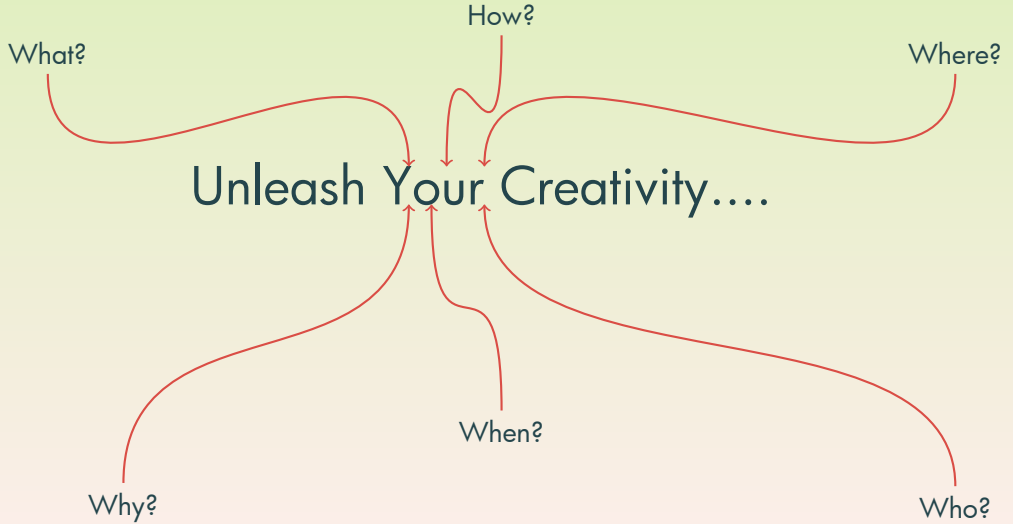 How?
What?
Where?
Unleash Your Creativity....
When?
Why?
Who?